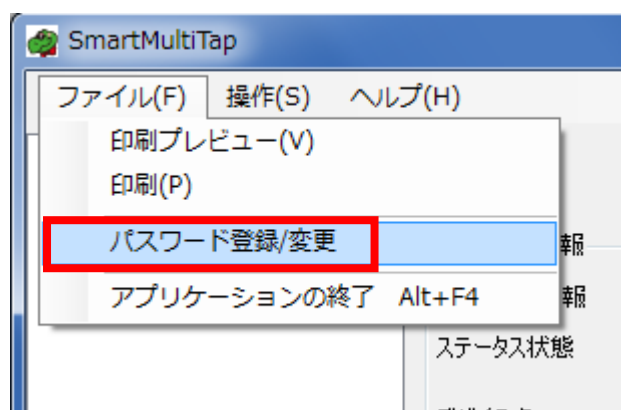 SmartMultiTap
ファイル(F) 操作(S) ヘルプ(H)
印刷プレビュー(V)
印刷(P)
パスワード登録/変更
報
アプリケーションの終了 Alt+F4
報
ステータス状態